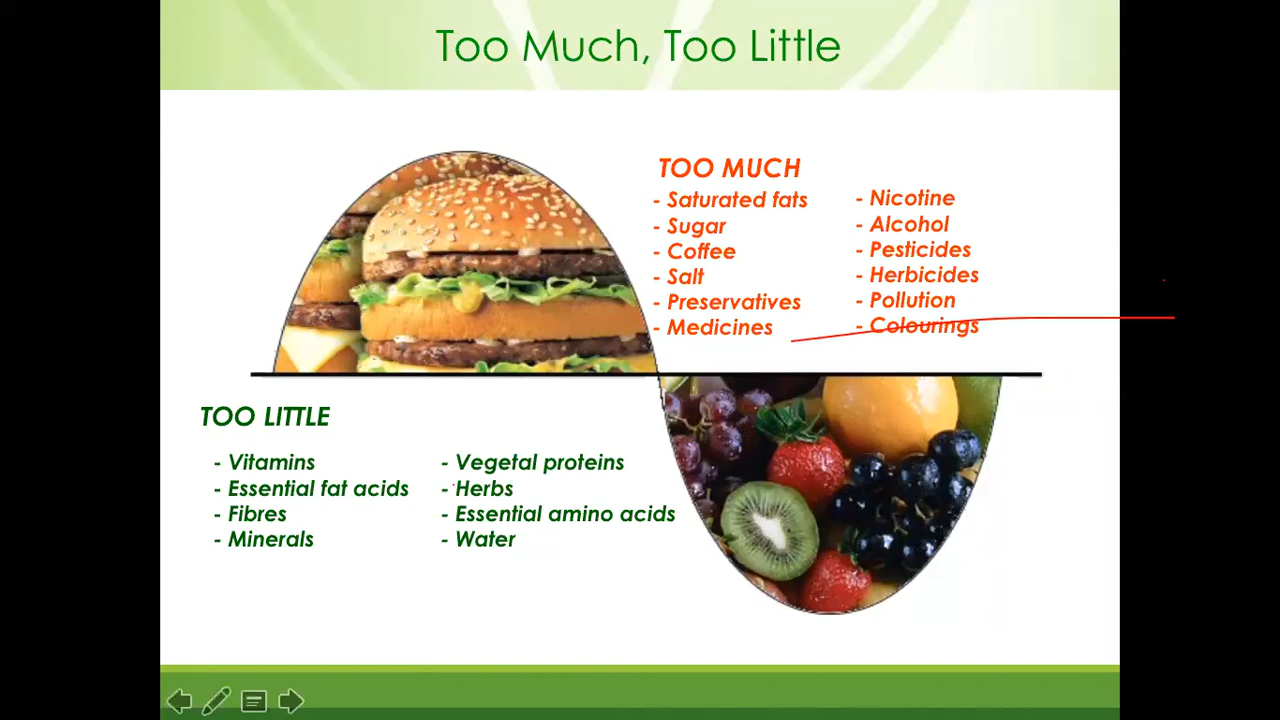 Too Much, Too Little
TOO MUCH
- Saturated fats
- Sugar
- Coffee
- Salt
- Preservatives
- Medicines
- Nicotine
- Alcohol
- Pesticides
- Herbicides
- Pollution
- Colourings
TOO LITTLE
- Vitamins
- Essential fat acids
- Fibres
- Minerals
- Vegetal proteins
- Herbs
- Essential amino acids
- Water